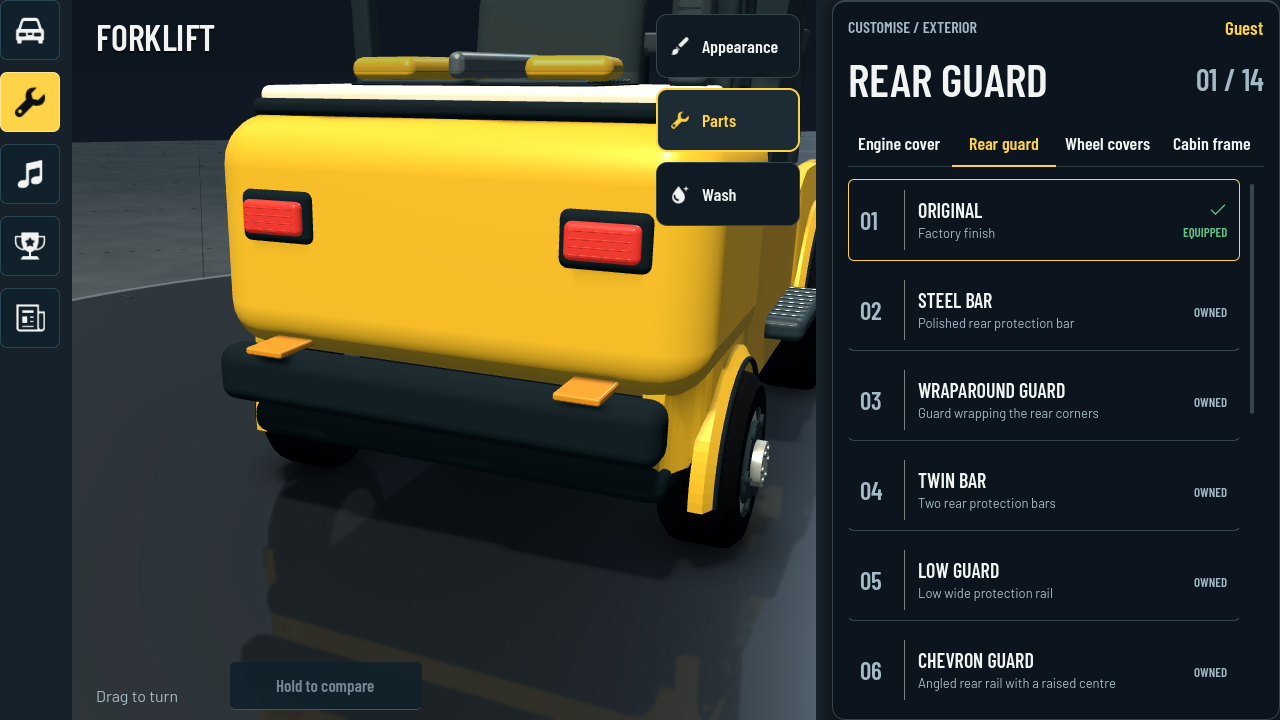 FORKLIFT
Appearance
Parts
Wash
Drag to turn
Hold to compare
CUSTOMISE / EXTERIOR
Guest
REAR GUARD
01 / 14
Engine cover
Rear guard
Wheel covers
Cabin frame
01
ORIGINAL
Factory finish
EQUIPPED
02
STEEL BAR
Polished rear protection bar
OWNED
03
WRAPAROUND GUARD
Guard wrapping the rear corners
OWNED
04
TWIN BAR
Two rear protection bars
OWNED
05
LOW GUARD
Low wide protection rail
OWNED
06
CHEVRON GUARD
Angled rear rail with a raised centre
OWNED